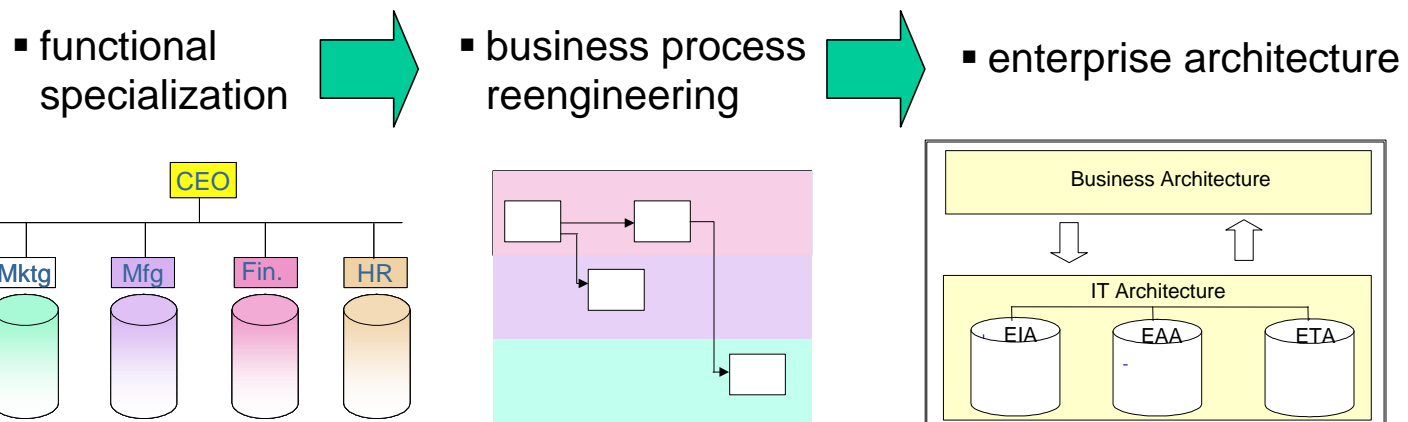 ▪ functional
specialization
▪ business process
reengineering
▪ enterprise architecture
CEO
Mktg
Mfg
Fin.
HR
Business Architecture
IT Architecture
EIA
EAA
ETA
-